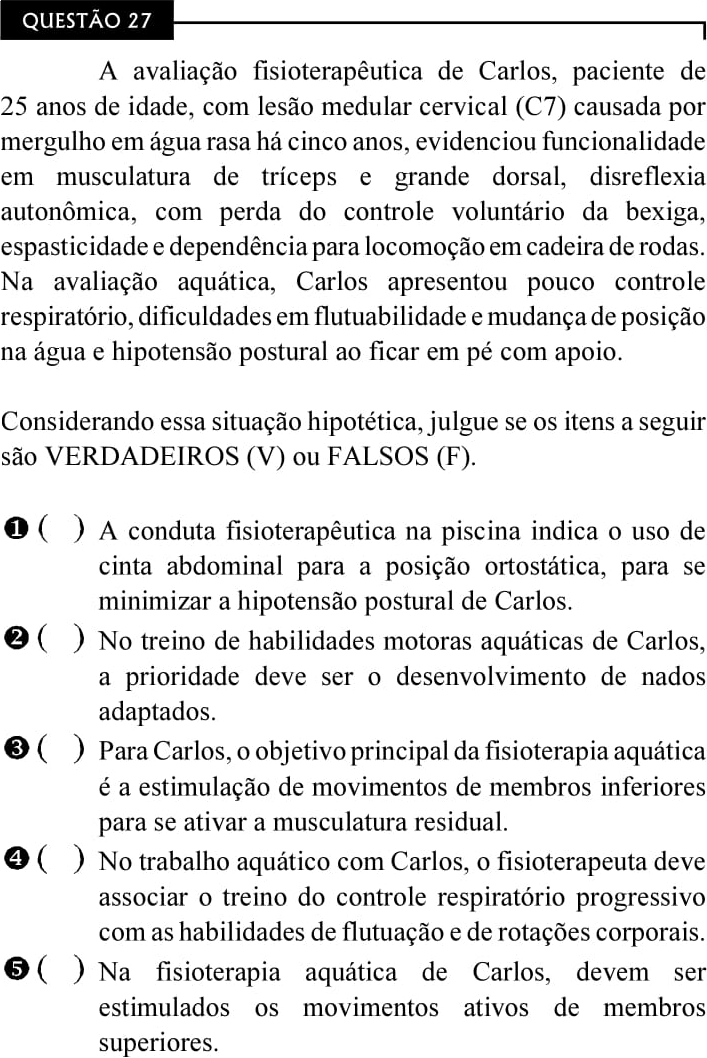 QUESTÃO 27
A avaliação fisioterapêutica de Carlos, paciente de
25 anos de idade, com lesão medular cervical (C7) causada por
mergulho em água rasa há cinco anos, evidenciou funcionalidade
em musculatura de tríceps e grande dorsal, disreflexia
autonômica, com perda do controle voluntário da bexiga,
espasticidade e dependência para locomoção em cadeira de rodas.
Na avaliação aquática, Carlos apresentou pouco controle
respiratório, dificuldades em flutuabilidade e mudança de posição
na água e hipotensão postural ao ficar em pé com apoio.
Considerando essa situação hipotética, julgue se os itens a seguir
são VERDADEIROS (V) ou FALSOS (F).
❶ ( ) A conduta fisioterapêutica na piscina indica o uso de
cinta abdominal para a posição ortostática, para se
minimizar a hipotensão postural de Carlos.
❷ ( ) No treino de habilidades motoras aquáticas de Carlos,
a prioridade deve ser o desenvolvimento de nados
adaptados.
❸ ( ) Para Carlos, o objetivo principal da fisioterapia aquática
é a estimulação de movimentos de membros inferiores
para se ativar a musculatura residual.
❹ ( ) No trabalho aquático com Carlos, o fisioterapeuta deve
associar o treino do controle respiratório progressivo
com as habilidades de flutuação e de rotações corporais.
❺ ( ) Na fisioterapia aquática de Carlos, devem ser
estimulados os movimentos ativos de membros
superiores.